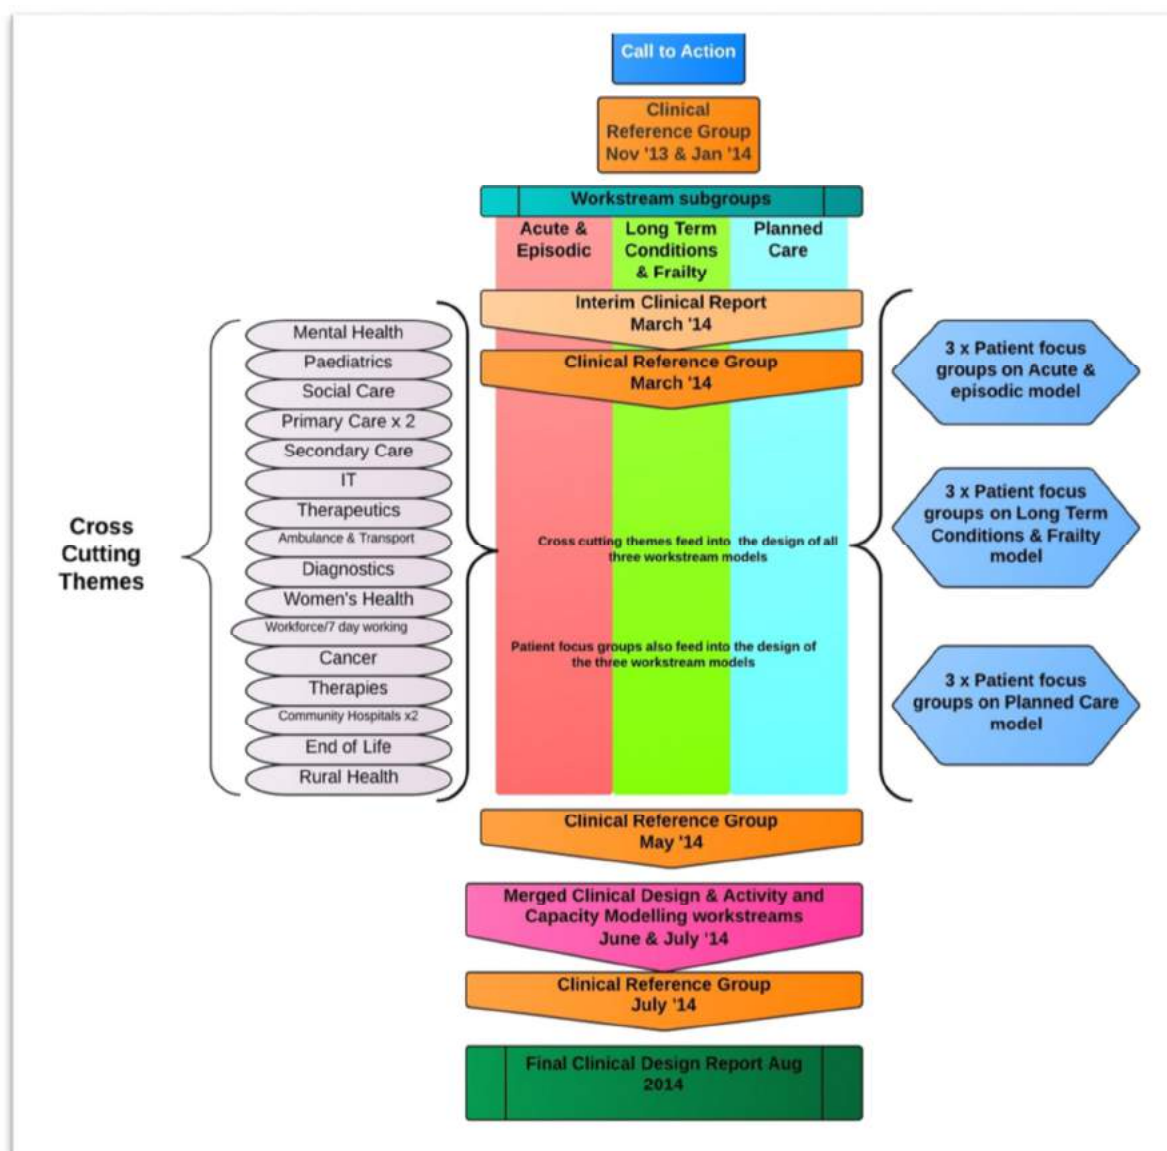 Call to Action
Clinical
Reference Group
Nov '13 & Jan '14
Workstream subgroups
Acute &
Episodic
Long Term
Conditions
& Frailty
Planned
Care
Interim Clinical Report
March '14
Clinical Reference Group
March '14
Cross
Cutting
Themes
Mental Health
Paediatrics
Social Care
Primary Care x 2
Secondary Care
IT
Therapeutics
Ambulance & Transport
Diagnostics
Women's Health
Workforce/7 day working
Cancer
Therapies
Community Hospitals x2
End of Life
Rural Health
Cross cutting themes feed into the design of all
three workstream models
Patient focus groups also feed into the design of
the three workstream models
3 x Patient focus
groups on Acute &
episodic model
3 x Patient focus
groups on Long Term
Conditions & Frailty
model
3 x Patient focus
groups on Planned Care
model
Clinical Reference Group
May '14
Merged Clinical Design & Activity and
Capacity Modelling workstreams
June & July '14
Clinical Reference Group
July '14
Final Clinical Design Report Aug
2014